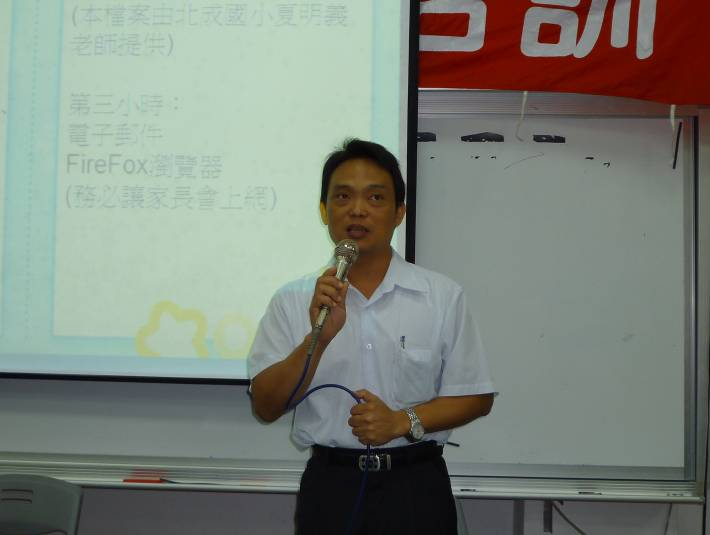 (本檔案由北成國小夏明義
老師提供)
第三小時：
電子郵件
FireFox瀏覽器
(務必讓家長會上網)
訓